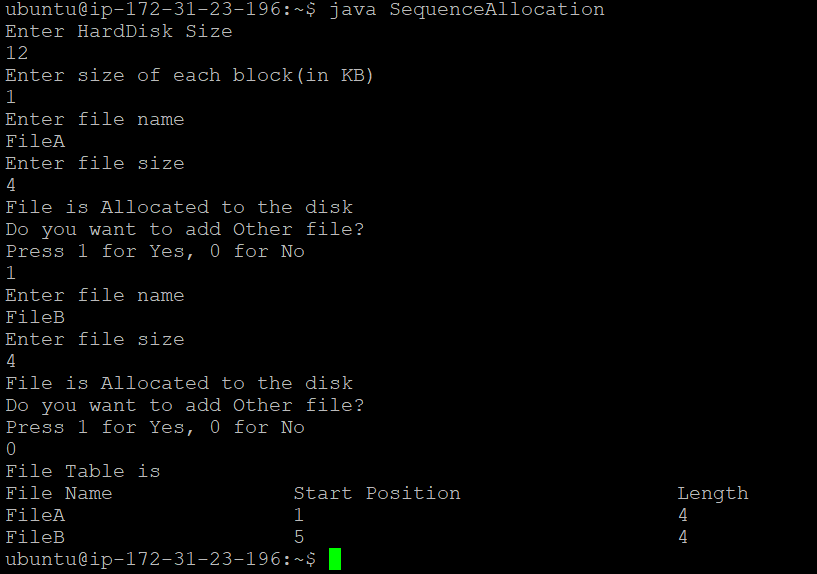 ubuntu@ip-172-31-23-196:~$ java SequenceAllocation
Enter HardDisk Size
12
Enter size of each block(in KB)
1
Enter file name
FileA
Enter file size
4
File is Allocated to the disk
Do you want to add Other file?
Press 1 for Yes, 0 for No
1
Enter file name
FileB
Enter file size
4
File is Allocated to the disk
Do you want to add Other file?
Press 1 for Yes, 0 for No
0
File Table is
File Name               Start Position                  Length
FileA                   1                               4
FileB                   5                               4
ubuntu@ip-172-31-23-196:~$